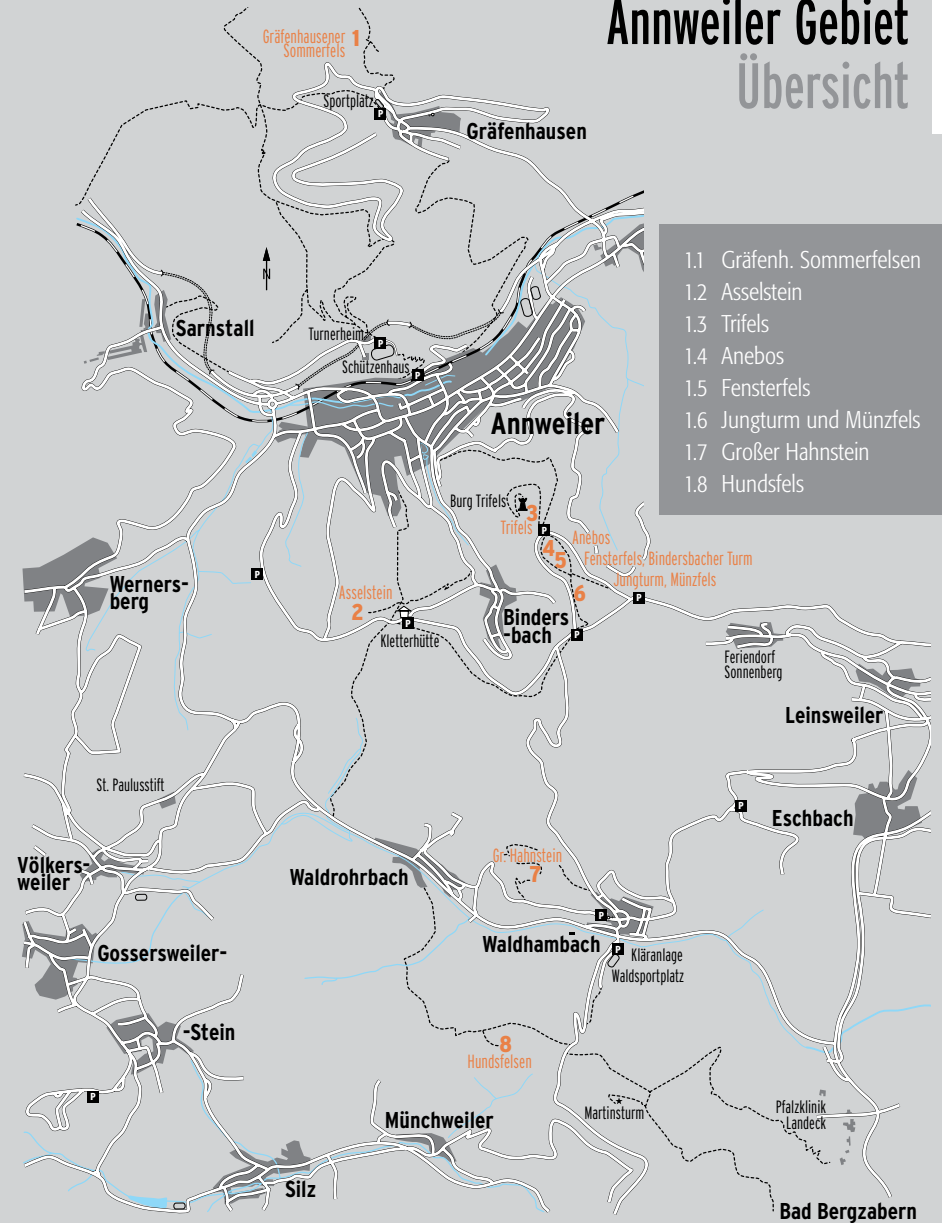 Annweiler Gebiet
Übersicht
Gräfenhausener 1
Sommerfels
Sportplatz
P
Gräfenhausen
1.1 Gräfenh. Sommerfelsen
1.2 Asselstein
1.3 Trifels
1.4 Anebos
1.5 Fensterfels
1.6 Jungturm und Münzfels
1.7 Großer Hahnstein
1.8 Hundsfels
N
Sarnstall
Turnerheim
P
Schützenhaus
P
Annweiler
Burg Trifels
3
Trifels
P
Anebos
4
5
Fensterfels, Bindersbacher Turm
Jungturm, Münzfels
P
Werners-
berg
Asselstein
2
6
P
P
Kletterhütte
Binders
-bach
P
Feriendorf
Sonnenberg
Leinsweiler
St. Paulusstift
P
Eschbach
Völkers-
weiler
Waldrohrbach
Gr. Hahnstein
7
P
Waldhambach
P
Kläranlage
Waldsportplatz
Gossersweiler-
-Stein
8
Hundsfelsen
P
Martinsturm
Pfalzklinik
Landeck
Münchweiler
Silz
Bad Bergzabern